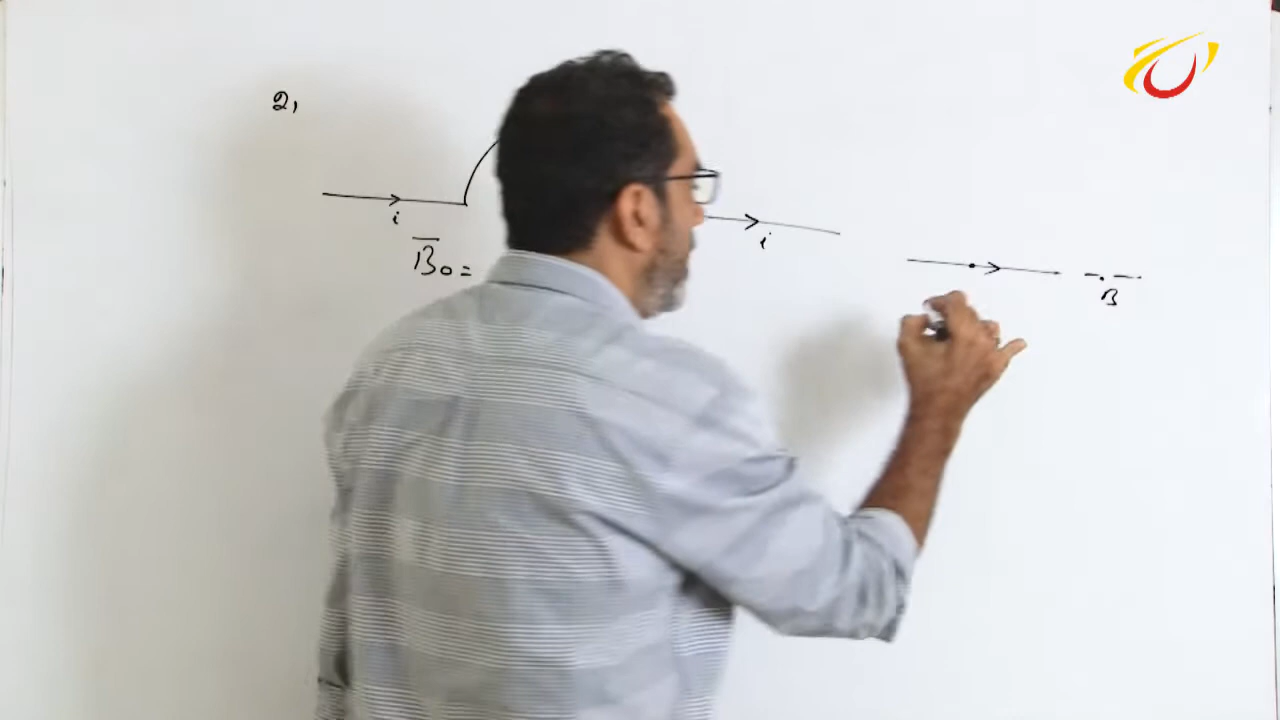 2,
i
i
B̅o =
B